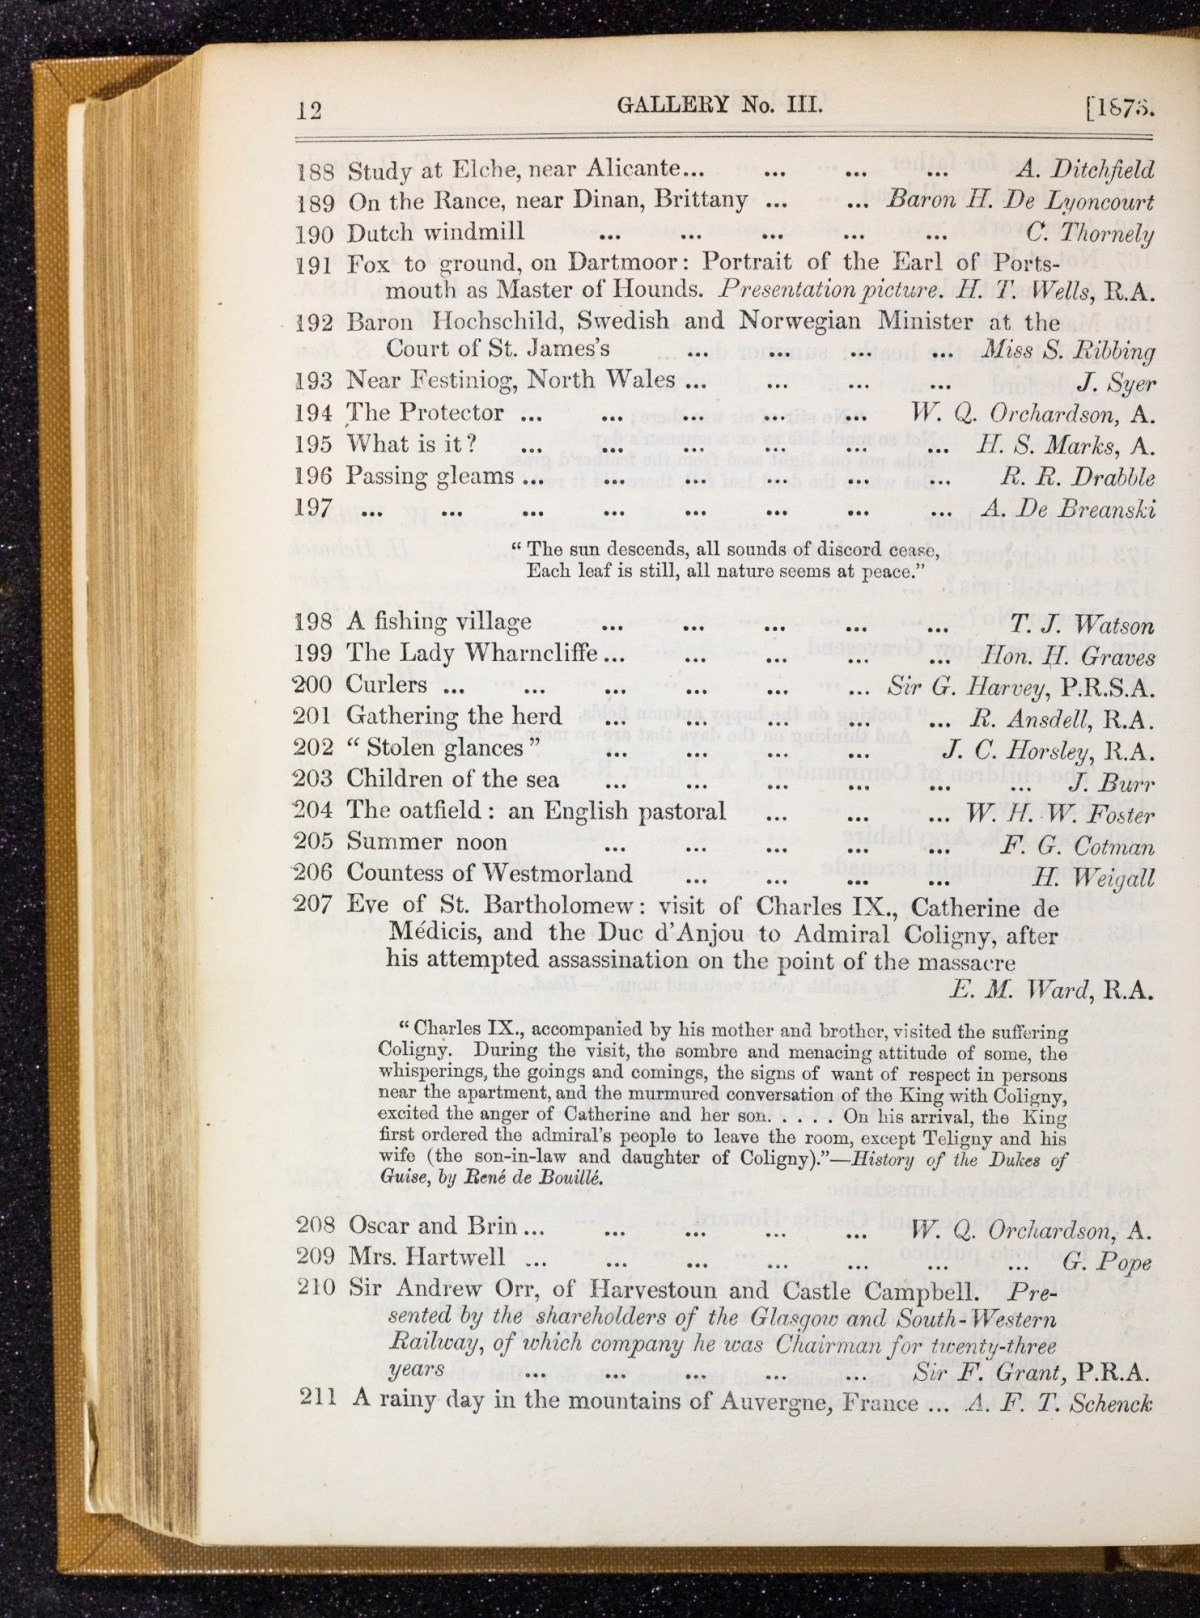 12 GALLERY No. III. [1873.
188 Study at Elche, near Alicante... ... ... ... A. Ditchfield
189 On the Rance, near Dinan, Brittany ... ... Baron H. De Lyoncourt
190 Dutch windmill ... ... ... ... ... C. Thornely
191 Fox to ground, on Dartmoor: Portrait of the Earl of Ports-
mouth as Master of Hounds. Presentation picture. H. T. Wells, R.A.
192 Baron Hochschild, Swedish and Norwegian Minister at the
Court of St. James's ... ... ... ... Miss S. Ribbing
193 Near Festiniog, North Wales ... ... ... ... J. Syer
194 The Protector ... ... ... ... ... W. Q. Orchardson, A.
195 What is it? ... ... ... ... ... ... H. S. Marks, A.
196 Passing gleams ... ... ... ... ... ... R. R. Drabble
197 ... ... ... ... ... ... ... ... A. De Breanski
“ The sun descends, all sounds of discord cease,
Each leaf is still, all nature seems at peace.”
198 A fishing village ... ... ... ... ... T. J. Watson
199 The Lady Wharncliffe ... ... ... ... ... Hon. H. Graves
200 Curlers ... ... ... ... ... ... Sir G. Harvey, P.R.S.A.
201 Gathering the herd ... ... ... ... ... R. Ansdell, R.A.
202 “ Stolen glances ” ... ... ... ... J. C. Horsley, R.A.
203 Children of the sea ... ... ... ... ... ... J. Burr
204 The oatfield : an English pastoral ... ... ... W. H. W. Foster
205 Summer noon ... ... ... ... ... F. G. Cotman
206 Countess of Westmorland ... ... ... ... H. Weigall
207 Eve of St. Bartholomew: visit of Charles IX., Catherine de
Médicis, and the Duc d'Anjou to Admiral Coligny, after
his attempted assassination on the point of the massacre
E. M. Ward, R.A.
“ Charles IX., accompanied by his mother and brother, visited the suffering
Coligny. During the visit, the sombre and menacing attitude of some, the
whisperings, the goings and comings, the signs of want of respect in persons
near the apartment, and the murmured conversation of the King with Coligny,
excited the anger of Catherine and her son. . . . . On his arrival, the King
first ordered the admiral's people to leave the room, except Teligny and his
wife (the son-in-law and daughter of Coligny).”—History of the Dukes of
Guise, by René de Bouillé.
208 Oscar and Brin ... ... ... ... ... W. Q. Orchardson, A.
209 Mrs. Hartwell ... ... ... ... ... ... ... G. Pope
210 Sir Andrew Orr, of Harvestoun and Castle Campbell. Pre-
sented by the shareholders of the Glasgow and South-Western
Railway, of which company he was Chairman for twenty-three
years ... ... ... ... ... Sir F. Grant, P.R.A.
211 A rainy day in the mountains of Auvergne, France ... A. F. T. Schenck